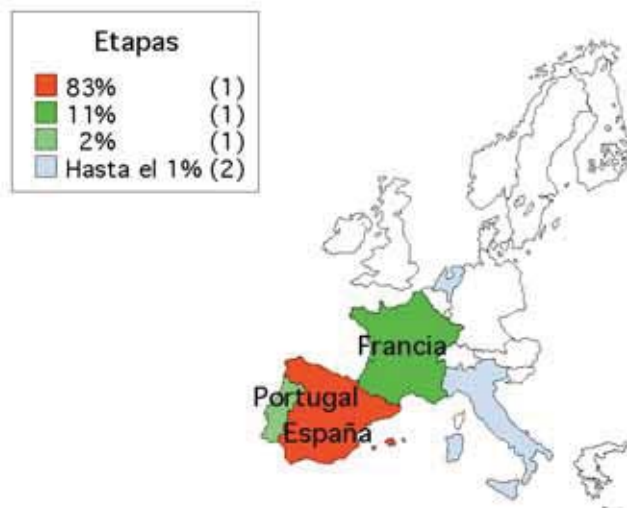 Etapas
83% (1)
11% (1)
2% (1)
Hasta el 1% (2)
Francia
Portugal
España